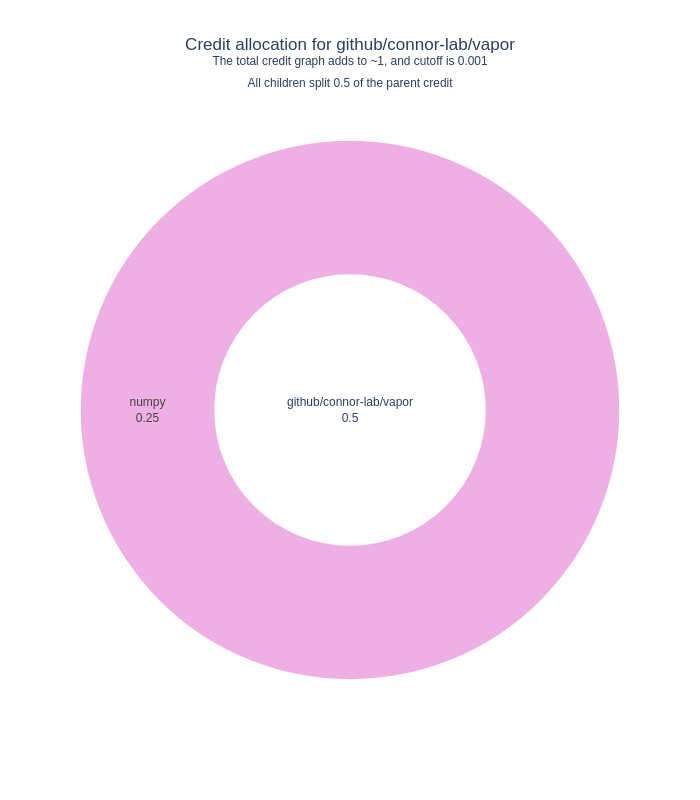 Credit allocation for github/connor-lab/vapor
The total credit graph adds to ~1, and cutoff is 0.001
All children split 0.5 of the parent credit
numpy
0.25
github/connor-lab/vapor
0.5